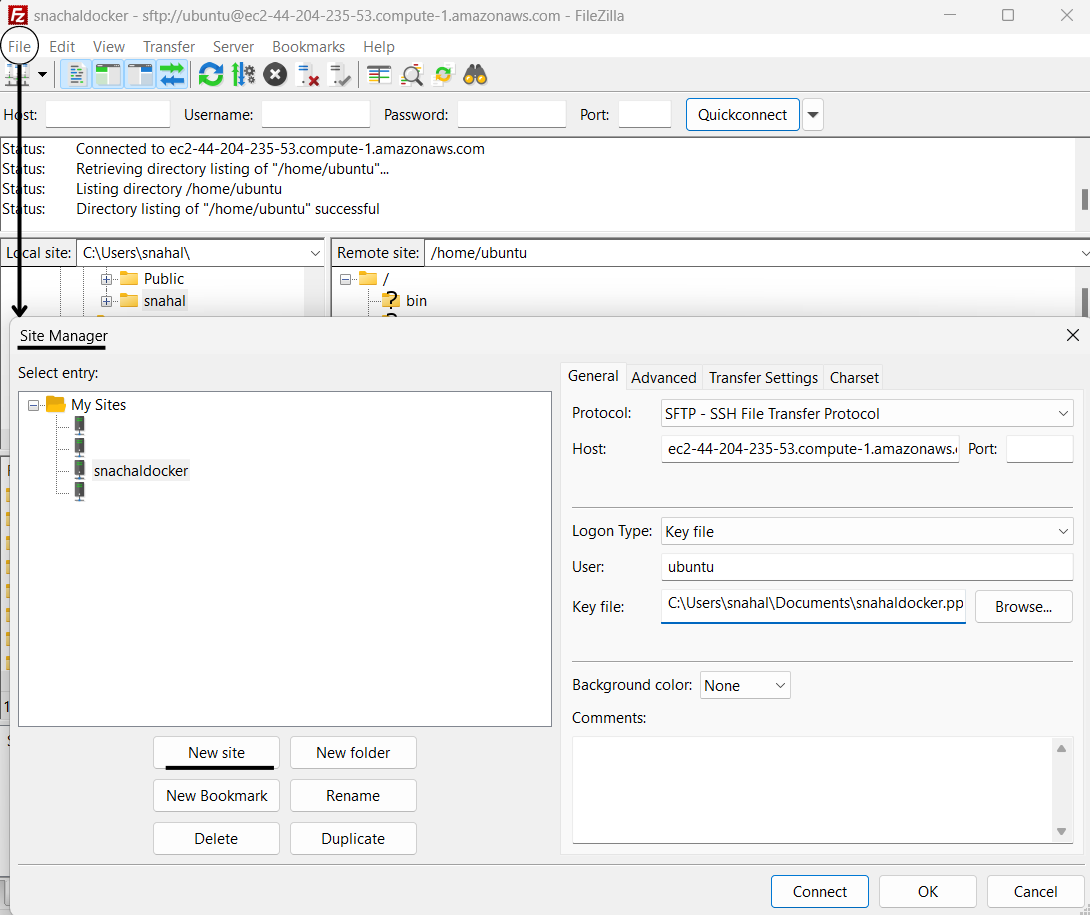 snachaldocker - sftp://ubuntu@ec2-44-204-235-53.compute-1.amazonaws.com - FileZilla
File Edit View Transfer Server Bookmarks Help
Host: Username: Password: Port: Quickconnect
Status: Connected to ec2-44-204-235-53.compute-1.amazonaws.com
Status: Retrieving directory listing of "/home/ubuntu"...
Status: Listing directory /home/ubuntu
Status: Directory listing of "/home/ubuntu" successful
Local site: C:\Users\snahal\ Remote site: /home/ubuntu
Public /
snahal ? bin
Site Manager
Select entry:
General Advanced Transfer Settings Charset
My Sites
Protocol: SFTP - SSH File Transfer Protocol
Host: ec2-44-204-235-53.compute-1.amazonaws. Port:
snachaldocker
Logon Type: Key file
User: ubuntu
Key file: C:\Users\snahal\Documents\snahaldocker.pp Browse...
Background color: None
Comments:
New site New folder
New Bookmark Rename
Delete Duplicate
Connect OK Cancel